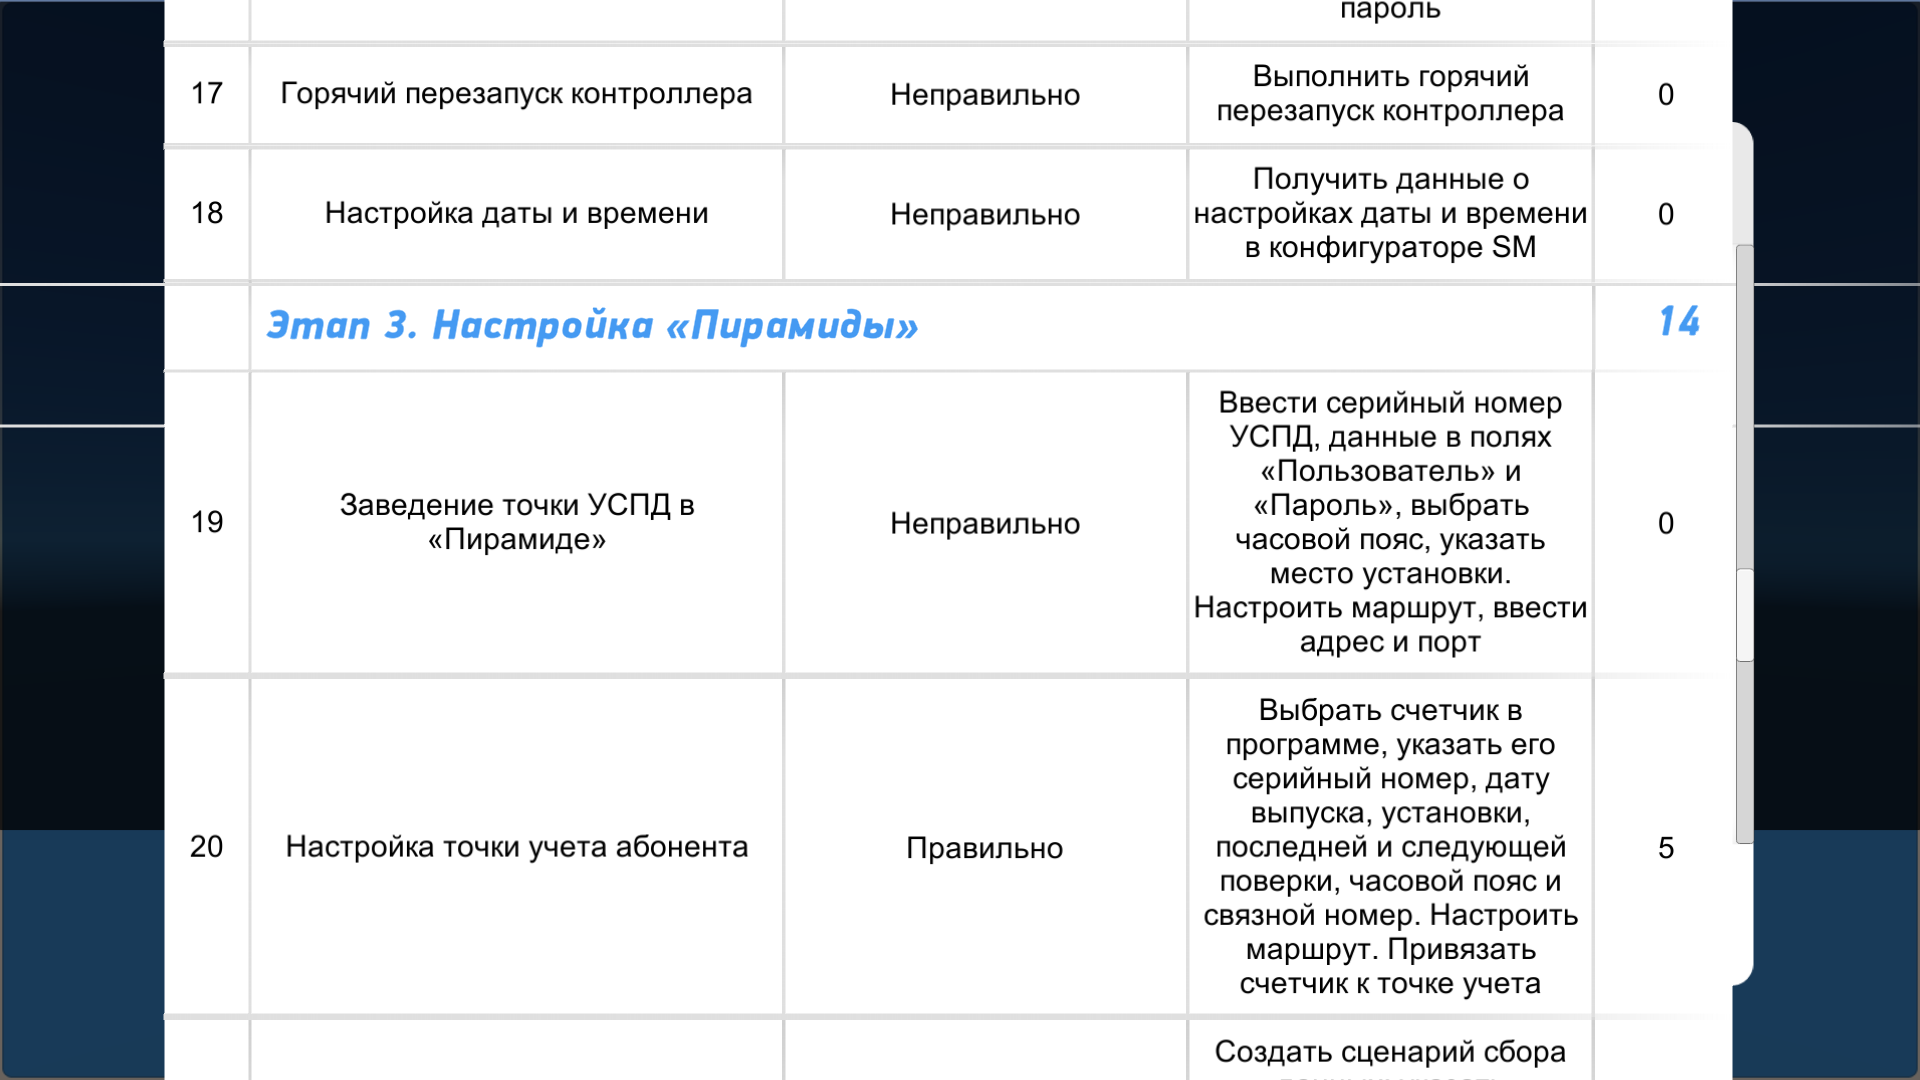 пароль
17
Горячий перезапуск контроллера
Неправильно
Выполнить горячий
перезапуск контроллера
0
18
Настройка даты и времени
Неправильно
Получить данные о
настройках даты и времени
в конфигураторе SM
0
Этап 3. Настройка «Пирамиды»
14
19
Заведение точки УСПД в
«Пирамиде»
Неправильно
Ввести серийный номер
УСПД, данные в полях
«Пользователь» и
«Пароль», выбрать
часовой пояс, указать
место установки.
Настроить маршрут, ввести
адрес и порт
0
20
Настройка точки учета абонента
Правильно
Выбрать счетчик в
программе, указать его
серийный номер, дату
выпуска, установки,
последней и следующей
поверки, часовой пояс и
связной номер. Настроить
маршрут. Привязать
счетчик к точке учета
5
Создать сценарий сбора